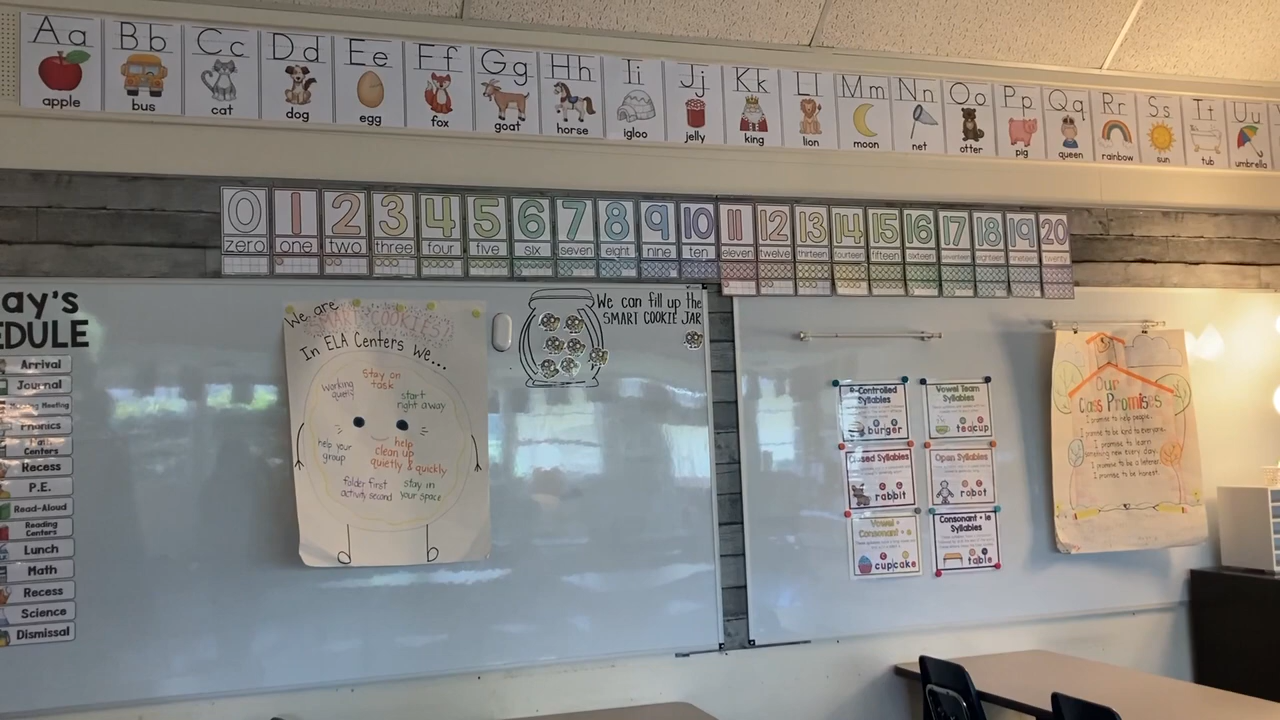 Aa
apple
Bb
bus
Cc
cat
Dd
dog
Ee
egg
Ff
fox
Gg
goat
Hh
horse
Ii
igloo
Jj
jelly
Kk
king
Ll
lion
Mm
moon
Nn
net
Oo
otter
Pp
pig
Qq
queen
Rr
rainbow
Ss
sun
Tt
tub
Uu
umbrella
0
zero
1
one
2
two
3
three
4
four
5
five
6
six
7
seven
8
eight
9
nine
10
ten
11
eleven
12
twelve
13
thirteen
14
fourteen
15
fifteen
16
sixteen
17
seventeen
18
eighteen
19
nineteen
20
twenty
ay's
EDULE
Arrival
Journal
Meeting
Phonics
Centers
Recess
P.E.
Read-Aloud
Reading
Centers
Lunch
Math
Recess
Science
Dismissal
We are
SMART COOKIES!
In ELA Centers We...
Stay on
task
Working
quietly
start
right away
help your
group
help
clean up
quietly & quickly
folder first
activity second
stay in
your space
We can fill up the
SMART COOKIE JAR
r-Controlled
Syllables
burger
Vowel Team
Syllables
teacup
Closed Syllables
rabbit
Open Syllables
robot
Vowel +
Consonant + e
cupcake
Consonant + le
Syllables
table
Our
Class Promises
I promise to help people.
I promise to be kind to everyone.
I promise to learn
something new every day.
I promise to be a listener.
I promise to be honest.